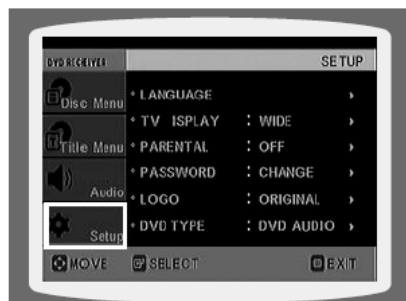 DVD RECEIVER SETUP
Disc Menu
Title Menu
Audio
Setup
LANGUAGE
TV ISPLAY : WIDE
PARENTAL : OFF
PASSWORD : CHANGE
LOGO : ORIGINAL
DVD TYPE : DVD AUDIO
MOVE SELECT EXIT